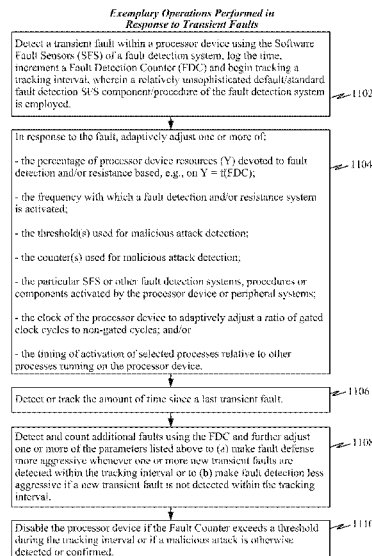 Exemplary Operations Performed in
Response to Transient Faults
Detect a transient fault within a processor device using the Software
Fault Sensors (SFS) of a fault detection system, log the time,
increment a Fault Detection Counter (FDC) and begin tracking a
tracking interval, wherein a relatively unsophisticated default/standard
fault detection SFS component/procedure of the fault detection system
is employed.
1102
In response to the fault, adaptively adjust one or more of:
- the percentage of processor device resources (Y) devoted to fault
detection and/or resistance based, e.g., on Y = f(FDC);
1104
- the frequency with which a fault detection and/or resistance system
is activated;
- the threshold(s) used for malicious attack detection;
- the counter(s) used for malicious attack detection;
- the particular SFS or other fault detection systems, procedures or
components activated by the processor device or peripheral systems;
- the clock of the processor device to adaptively adjust a ratio of gated
clock cycles to non-gated cycles; and/or
- the timing of activation of selected processes relative to other
processes running on the processor device.
1106
Detect or track the amount of time since a last transient fault.
Detect and count additional faults using the FDC and further adjust
one or more of the parameters listed above to (a) make fault defense
more aggressive whenever one or more new transient faults are
detected within the tracking interval or to (b) make fault detection less
aggressive if a new transient fault is not detected within the tracking
interval.
1108
Disable the processor device if the Fault Counter exceeds a threshold
during the tracking interval or if a malicious attack is otherwise
detected or confirmed.
1110